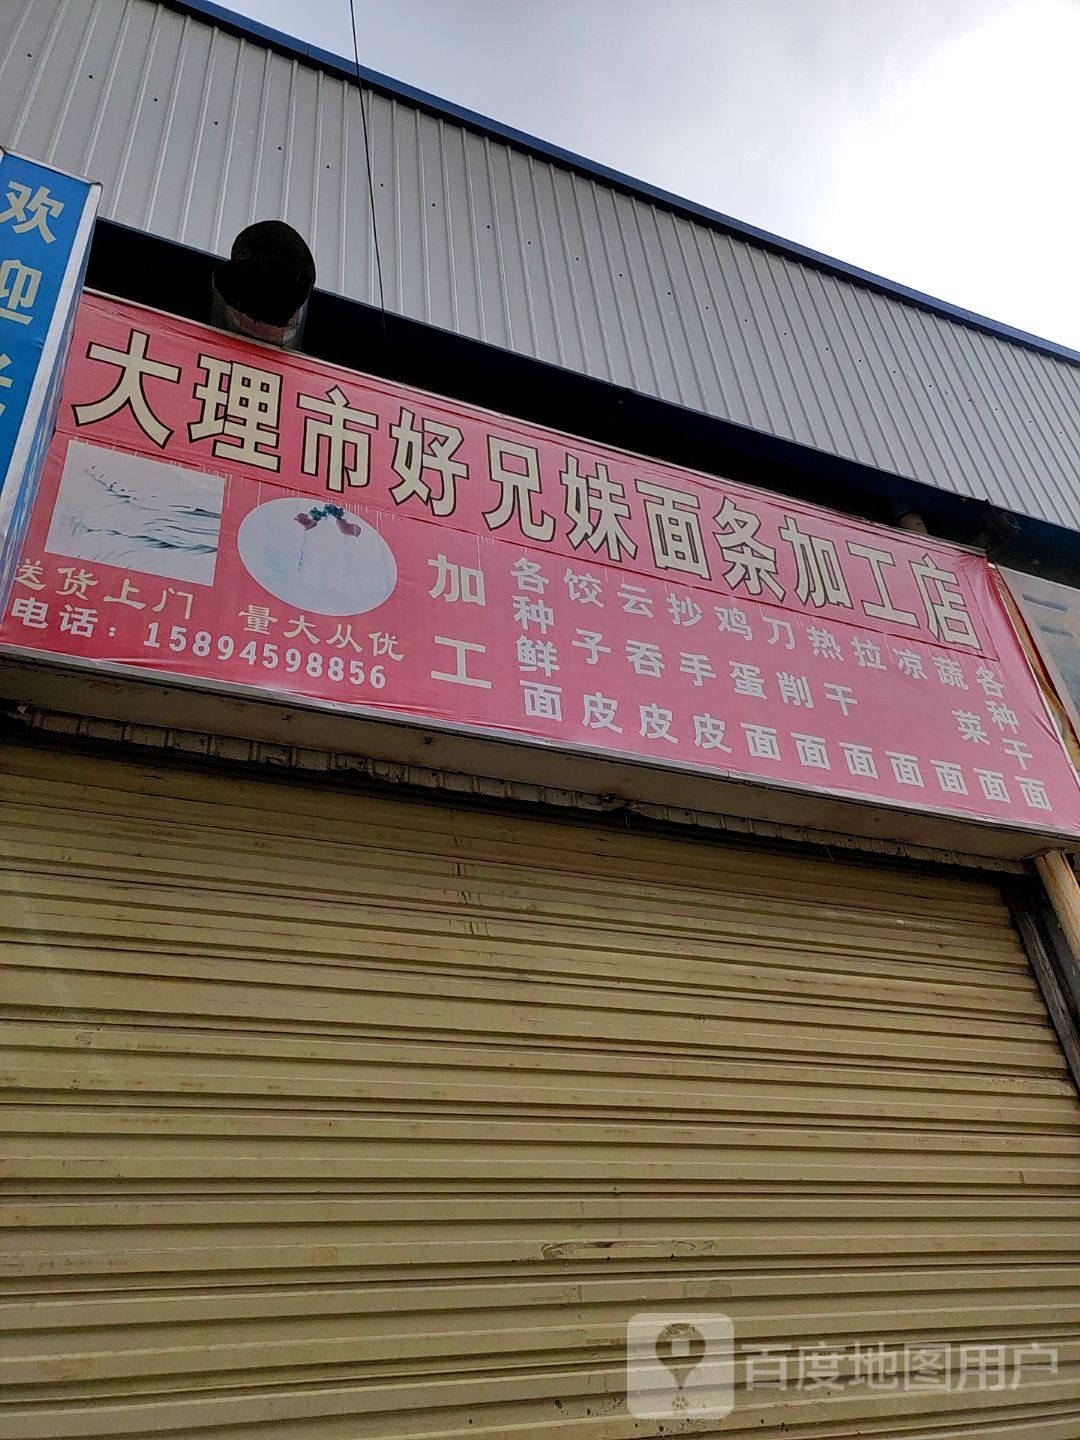 欢迎
大理市好兄妹面条加工店
送货上门
量大从优
电话：15894598856
加工
各种鲜面
饺子皮
云吞皮
抄手皮
鸡蛋面
刀削面
热干面
拉面
凉面
蔬菜面
各种干面
百度地图用户